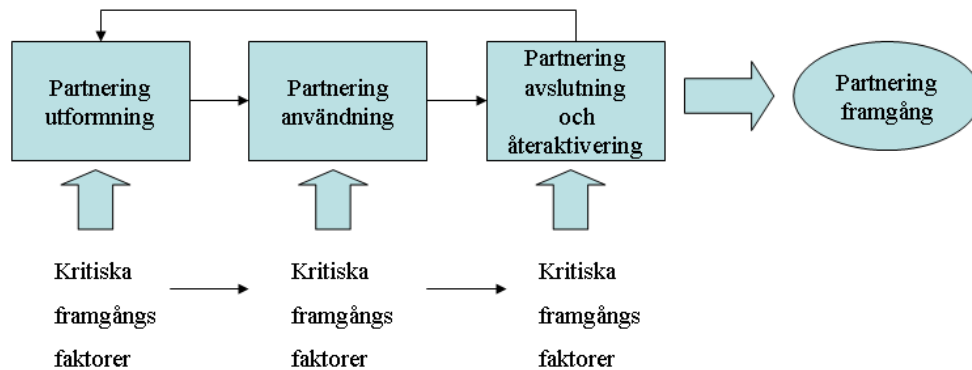 Partnering
utformning
Partnering
användning
Partnering
avslutning
och
återaktivering
Partnering
framgång
Kritiska
framgångs
faktorer
Kritiska
framgångs
faktorer
Kritiska
framgångs
faktorer